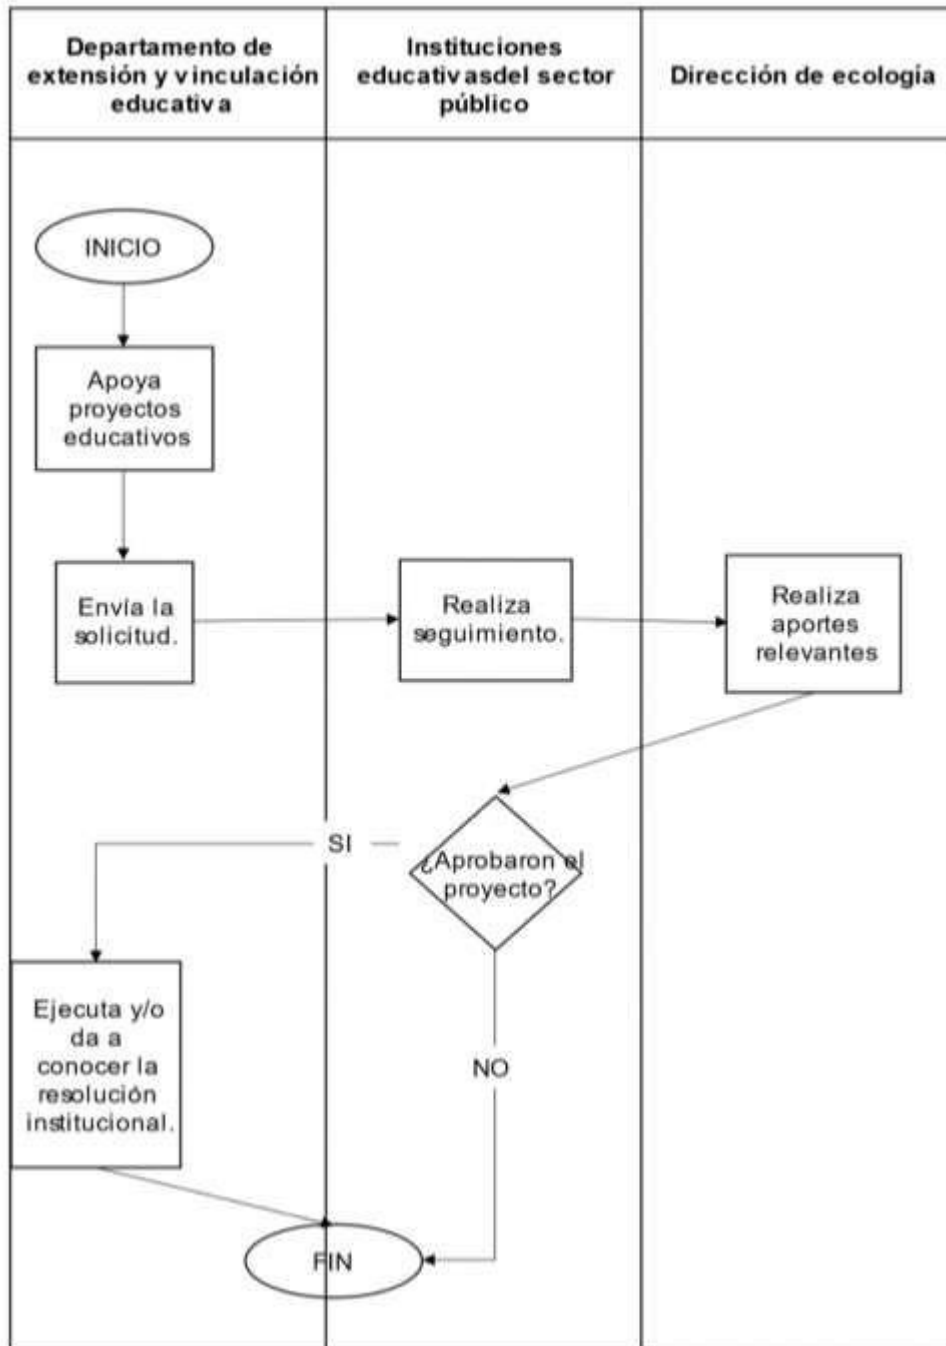 Departamento de
extensión y vinculación
educativa
Instituciones
educativasdel sector
público
Dirección de ecología
INICIO
Apoya
proyectos
educativos
Envía la
solicitud.
Realiza
seguimiento.
Realiza
aportes
relevantes
¿Aprobaron el
proyecto?
SI
Ejecuta y/o
da a
conocer la
resolución
institucional.
NO
FIN